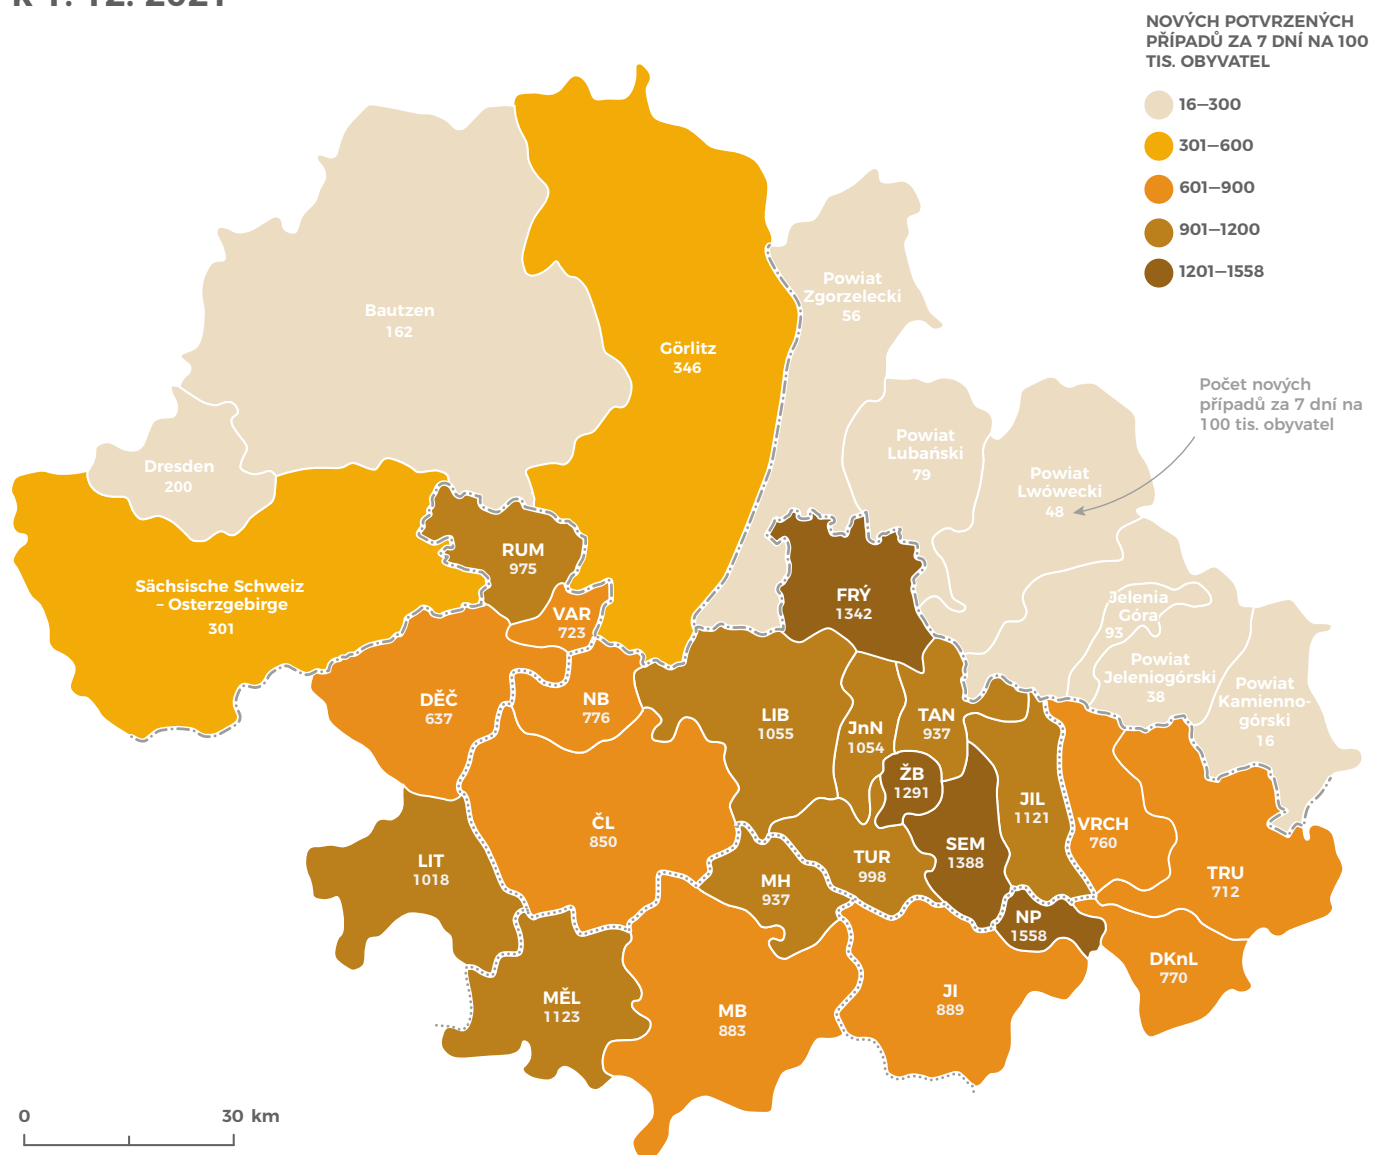 k 1. 12. 2021
NOVÝCH POTVRZENÝCH
PŘÍPADŮ ZA 7 DNÍ NA 100
TIS. OBYVATEL
16–300
301–600
601–900
901–1200
1201–1558
Powiat
Zgorzelecki
56
Bautzen
162
Görlitz
346
Počet nových
případů za 7 dní na
100 tis. obyvatel
Powiat
Lubański
79
Dresden
200
Powiat
Lwówecki
48
RUM
975
Sächsische Schweiz
– Osterzgebirge
301
VAR
723
FRÝ
1342
Jelenia
Góra
93
Powiat
Jeleniogórski
38
Powiat
Kamienno-
górski
16
DĚČ
637
NB
776
LIB
1055
JnN
1054
TAN
937
ŽB
1291
JIL
1121
ČL
850
VRCH
760
LIT
1018
TUR
998
SEM
1388
TRU
712
MH
937
NP
1558
DKnL
770
MĚL
1123
MB
883
JI
889
0 30 km